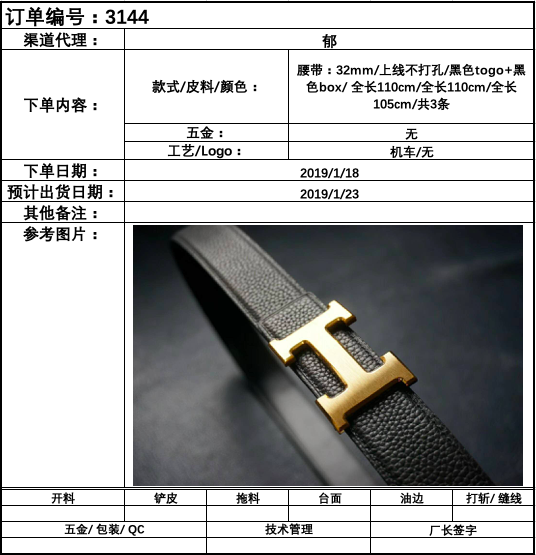 订单编号：3144
渠道代理：
郁
下单内容：
款式/皮料/颜色：
腰带：32mm/上线不打孔/黑色togo+黑
色box/ 全长110cm/全长110cm/全长
105cm/共3条
五金：
无
工艺/Logo：
机车/无
下单日期：
2019/1/18
预计出货日期：
2019/1/23
其他备注：
参考图片：
开料
铲皮
拖料
台面
油边
打斩/ 缝线
五金/ 包装/ QC
技术管理
厂长签字